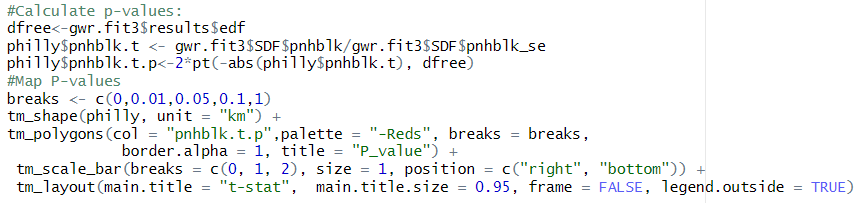 #Calculate p-values:
dfree<-gwr.fit3$results$edf
philly$pnhblk.t <- gwr.fit3$SDF$pnhblk/gwr.fit3$SDF$pnhblk_se
philly$pnhblk.t.p<-2*pt(-abs(philly$pnhblk.t), dfree)
#Map P-values
breaks <- c(0,0.01,0.05,0.1,1)
tm_shape(philly, unit = "km") +
tm_polygons(col = "pnhblk.t.p",palette = "-Reds", breaks = breaks,
            border.alpha = 1, title = "P_value") +
 tm_scale_bar(breaks = c(0, 1, 2), size = 1, position = c("right", "bottom")) +
 tm_layout(main.title = "t-stat",  main.title.size = 0.95, frame = FALSE, legend.outside = TRUE)